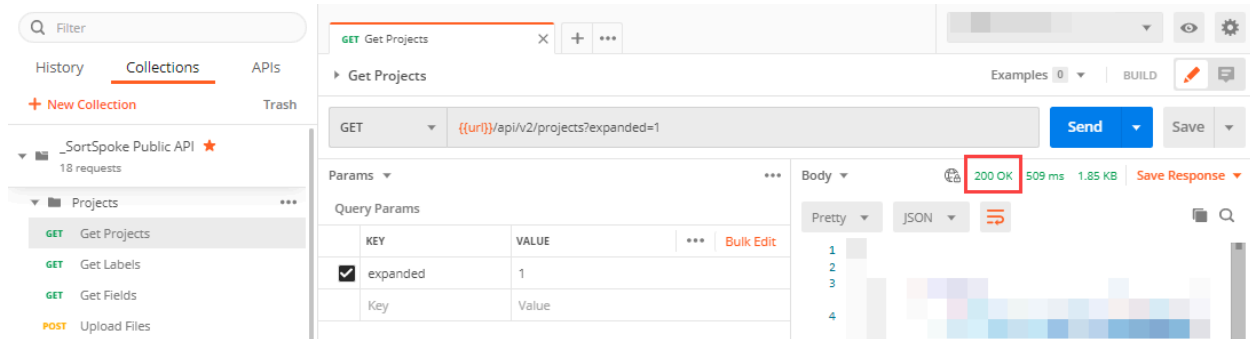 Filter
History Collections APIs
+ New Collection Trash
_SortSpoke Public API
18 requests
Projects
GET Get Projects
GET Get Labels
GET Get Fields
POST Upload Files
GET Get Projects
Get Projects
Examples 0 BUILD
GET {{url}}/api/v2/projects?expanded=1
Send Save
Params
Query Params
KEY VALUE Bulk Edit
expanded 1
Key Value
Body 200 OK 509 ms 1.85 KB Save Response
Pretty JSON
1
2
3
4